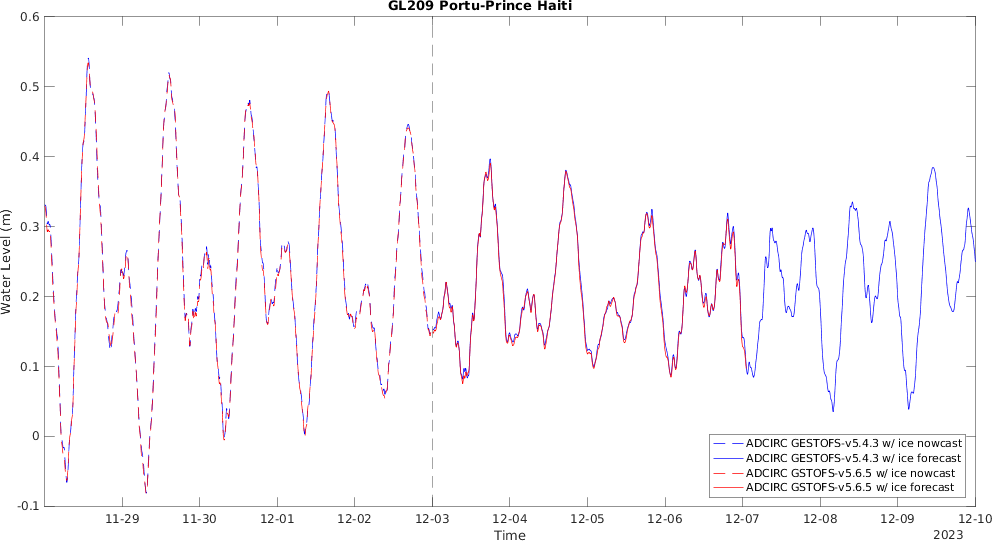 GL209 Portu-Prince Haiti
Water Level (m)
0.6
0.5
0.4
0.3
0.2
0.1
0
-0.1
11-29 11-30 12-01 12-02 12-03 12-04 12-05 12-06 12-07 12-08 12-09 12-10
Time
2023
ADCIRC GESTOFS-v5.4.3 w/ ice nowcast
ADCIRC GESTOFS-v5.4.3 w/ ice forecast
ADCIRC GSTOFS-v5.6.5 w/ ice nowcast
ADCIRC GSTOFS-v5.6.5 w/ ice forecast